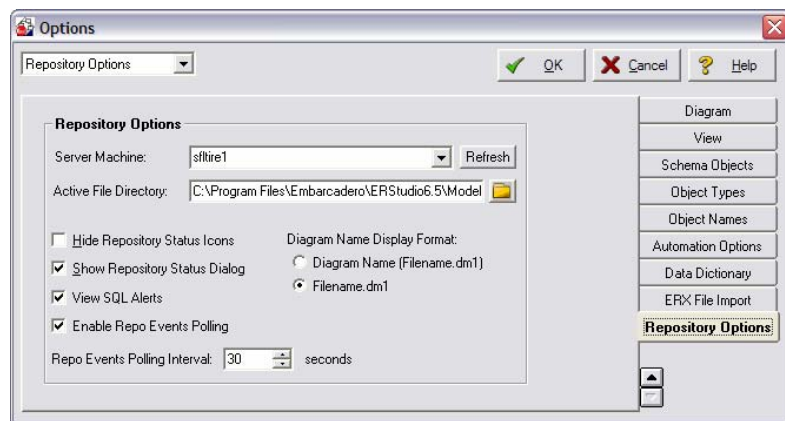 Options
Repository Options
OK
Cancel
Help
Repository Options
Server Machine: sfltire1 Refresh
Active File Directory: C:\Program Files\Embarcadero\ERStudio6.5\Model
Hide Repository Status Icons
Show Repository Status Dialog
View SQL Alerts
Enable Repo Events Polling
Diagram Name Display Format:
Diagram Name (Filename.dm1)
Filename.dm1
Repo Events Polling Interval: 30 seconds
Diagram
View
Schema Objects
Object Types
Object Names
Automation Options
Data Dictionary
ERX File Import
Repository Options